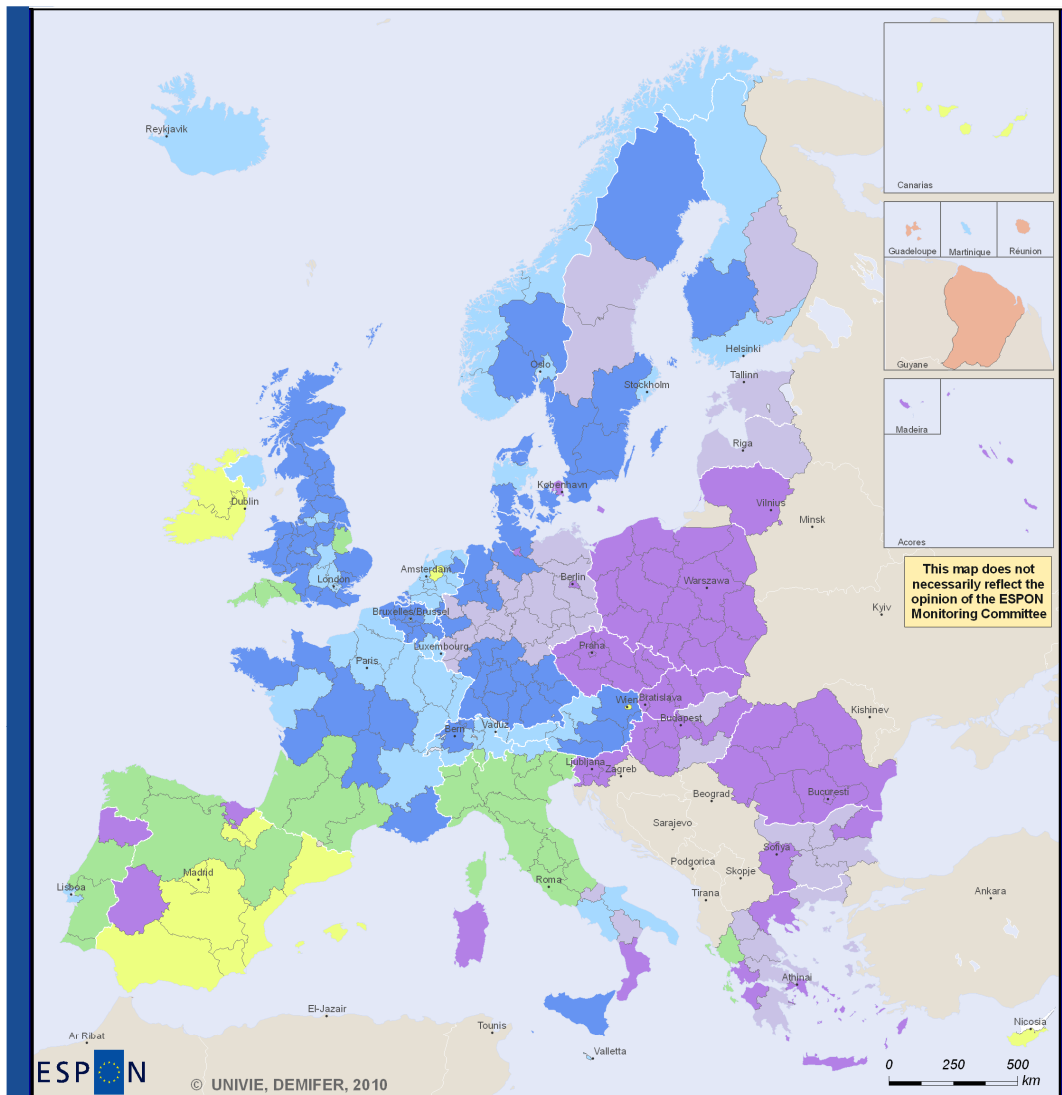 Reykjavik
Canarias
Guadeloupe
Martinique
Réunion
Guyane
Oslo
Helsinki
Stockholm
Tallinn
Madeira
Riga
København
Vilnius
Dublin
Minsk
Acores
Amsterdam
London
Berlin
Warszawa
This map does not
necessarily reflect the
opinion of the ESPON
Monitoring Committee
Bruxelles/Brussel
Kyiv
Luxembourg
Praha
Paris
Wien
Bratislava
Kishinev
Bern
Vaduz
Budapest
Ljubljana
Zagreb
Beograd
Bucuresti
Sarajevo
Sofiya
Podgorica
Skopje
Madrid
Roma
Lisboa
Tirana
Ankara
Athinai
El-Jazair
Tounis
Nicosia
Ar Ribat
Valletta
ESPON
© UNIVIE, DEMIFER, 2010
0 250 500
km